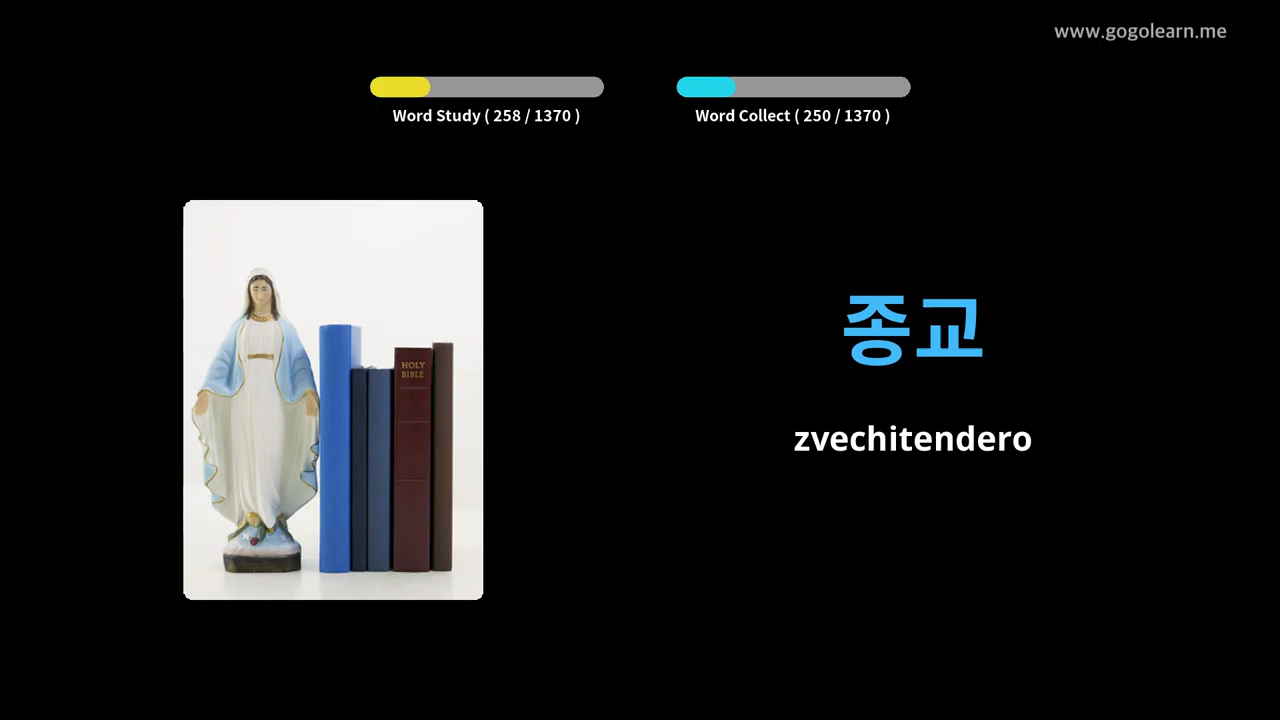 www.gogolearn.me
Word Study ( 258 / 1370 )
Word Collect ( 250 / 1370 )
HOLY
BIBLE
종교
zvechitendero